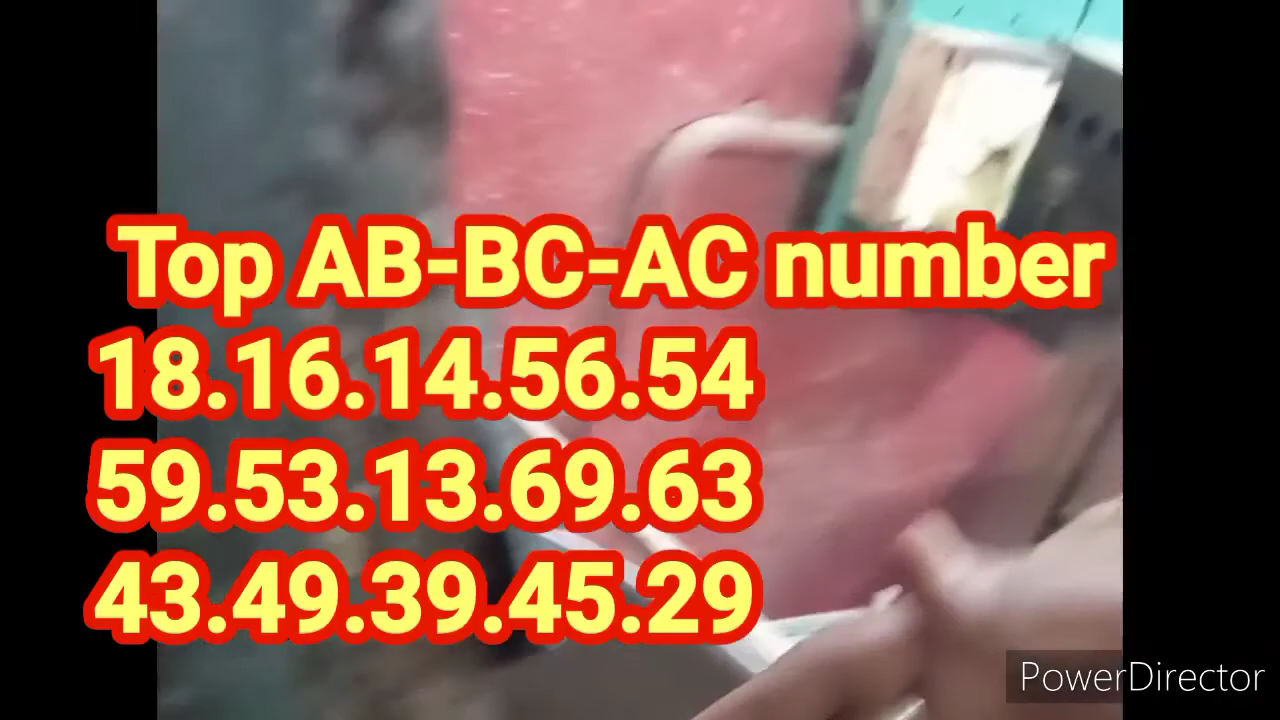 Top AB-BC-AC number
18.16.14.56.54
59.53.13.69.63
43.49.39.45.29
PowerDirector